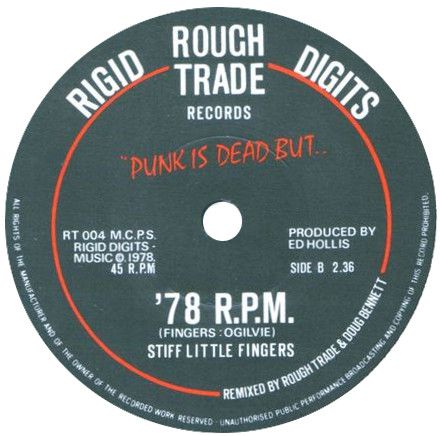 RIGID
ROUGH
TRADE
RECORDS
DIGITS
"PUNK IS DEAD BUT..
RT 004 M.C.P.S.
RIGID DIGITS -
MUSIC ℗ 1978.
45 R.P.M
PRODUCED BY
ED HOLLIS
SIDE B 2.36
'78 R.P.M.
(FINGERS : OGILVIE)
STIFF LITTLE FINGERS
REMIXED BY ROUGH TRADE & DOUG BENNETT
ALL RIGHTS OF THE MANUFACTURER AND OF THE OWNER OF THE RECORDED WORK RESERVED · UNAUTHORISED PUBLIC PERFORMANCE BROADCASTING AND COPYING OF THIS RECORD PROHIBITED.